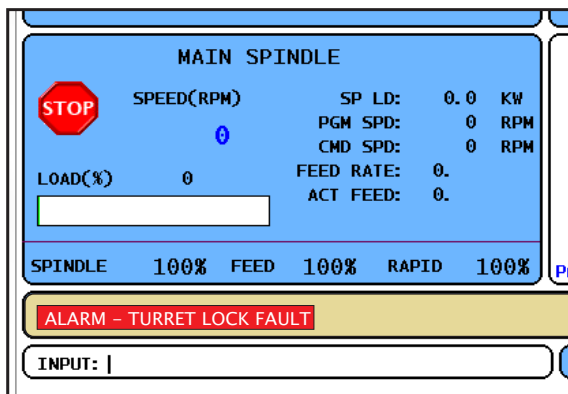 MAIN SPINDLE
STOP
SPEED(RPM)
0
LOAD(%) 0
SP LD: 0.0 KW
PGM SPD: 0 RPM
CMD SPD: 0 RPM
FEED RATE: 0.
ACT FEED: 0.
SPINDLE 100% FEED 100% RAPID 100%
ALARM - TURRET LOCK FAULT
INPUT: